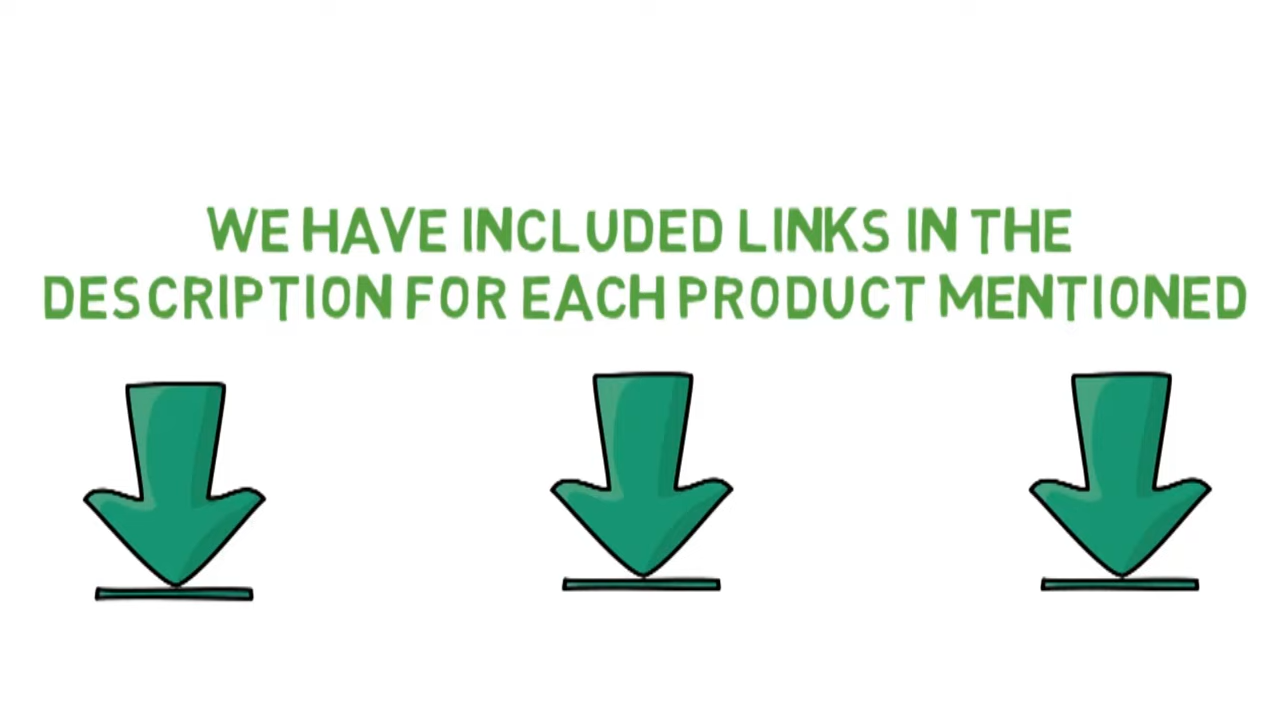 WE HAVE INCLUDED LINKS IN THE
DESCRIPTION FOR EACH PRODUCT MENTIONED